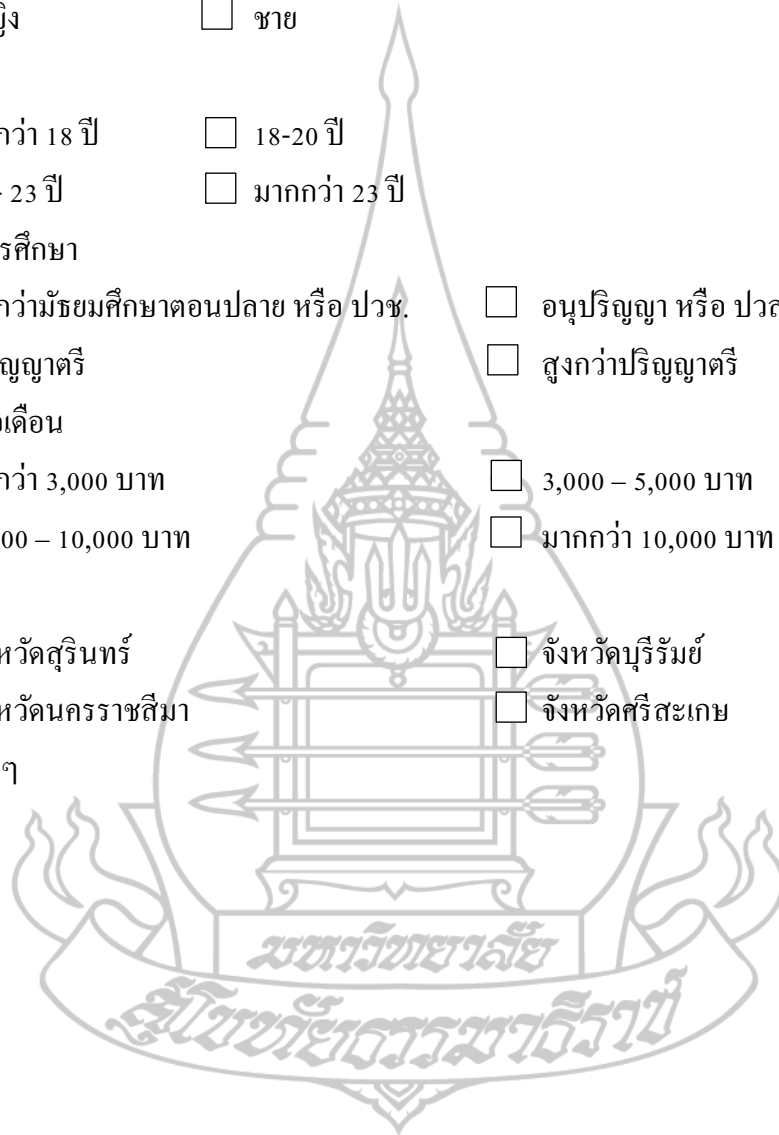 ญิง ☐ ชาย
กว่า 18 ปี ☐ 18-20 ปี
- 23 ปี ☐ มากกว่า 23 ปี
รศึกษา
กว่ามัธยมศึกษาตอนปลาย หรือ ปวช. ☐ อนุปริญญา หรือ ปวส
ญญาตรี ☐ สูงกว่าปริญญาตรี
อเดือน
กว่า 3,000 บาท ☐ 3,000 – 5,000 บาท
00 – 10,000 บาท ☐ มากกว่า 10,000 บาท
หวัดสุรินทร์ ☐ จังหวัดบุรีรัมย์
หวัดนครราชสีมา ☐ จังหวัดศรีสะเกษ
ๆ
มหาวิทยาลัย
สุโขทัยธรรมาธิราช